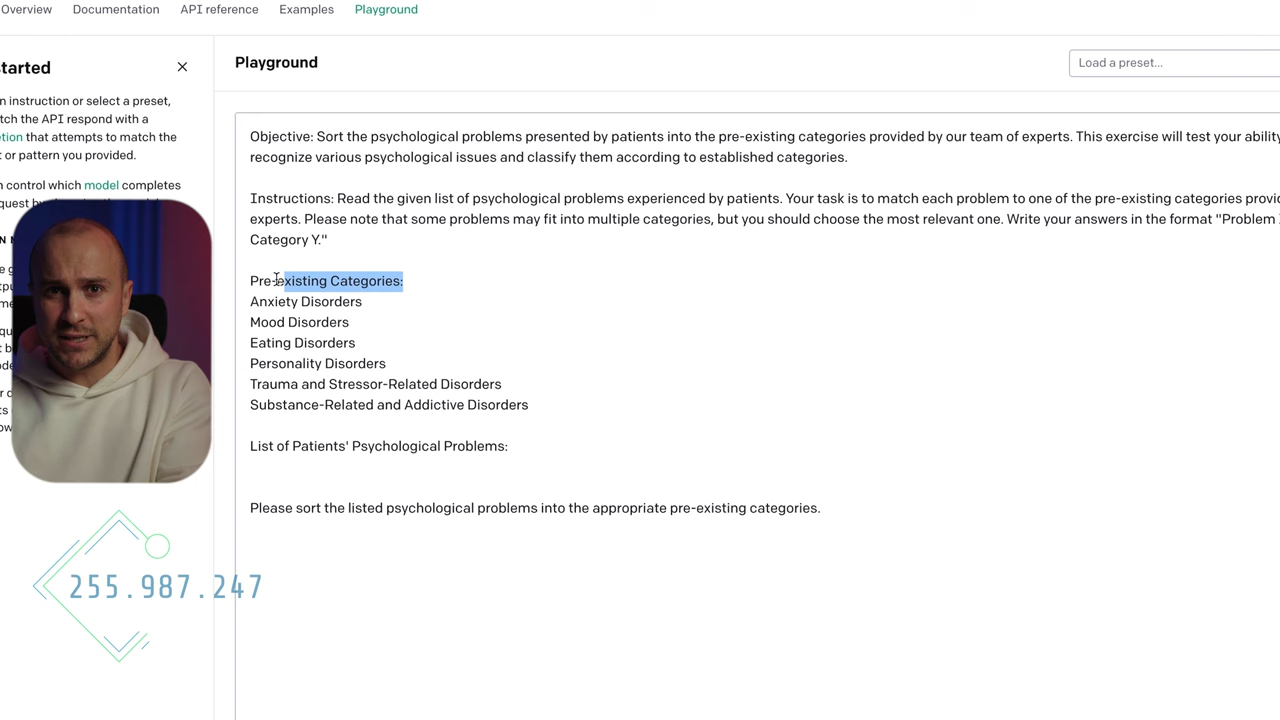 Overview Documentation API reference Examples Playground
tarted
Playground
Load a preset...
n instruction or select a preset,
tch the API respond with a
etion that attempts to match the
t or pattern you provided.
n control which model completes
quest by
Objective: Sort the psychological problems presented by patients into the pre-existing categories provided by our team of experts. This exercise will test your ability
recognize various psychological issues and classify them according to established categories.
Instructions: Read the given list of psychological problems experienced by patients. Your task is to match each problem to one of the pre-existing categories provi
experts. Please note that some problems may fit into multiple categories, but you should choose the most relevant one. Write your answers in the format "Problem
Category Y."
Pre-existing Categories:
Anxiety Disorders
Mood Disorders
Eating Disorders
Personality Disorders
Trauma and Stressor-Related Disorders
Substance-Related and Addictive Disorders
List of Patients' Psychological Problems:
Please sort the listed psychological problems into the appropriate pre-existing categories.
255.987.247